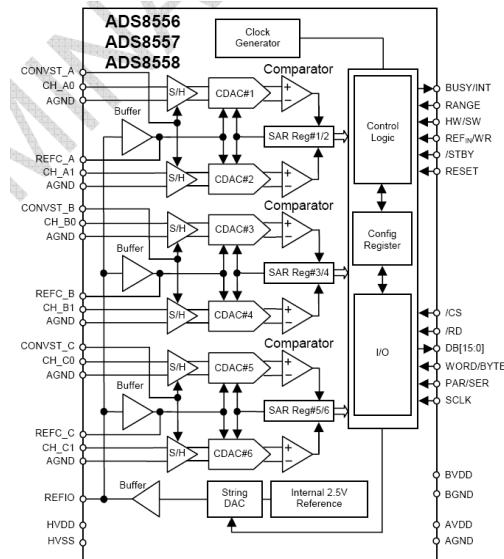 ADS8556
ADS8557
ADS8558
Clock
Generator
CONVST_A
CH_A0
AGND
S/H
CDAC#1
Comparator
+
−
Buffer
SAR Reg#1/2
REFC_A
CH_A1
AGND
S/H
CDAC#2
+
−
CONVST_B
CH_B0
AGND
S/H
CDAC#3
Comparator
+
−
Buffer
SAR Reg#3/4
REFC_B
CH_B1
AGND
S/H
CDAC#4
+
−
CONVST_C
CH_C0
AGND
S/H
CDAC#5
Comparator
+
−
Buffer
SAR Reg#5/6
REFC_C
CH_C1
AGND
S/H
CDAC#6
+
−
REFIO
Buffer
String
DAC
Internal 2.5V
Reference
HVDD
HVSS
Control
Logic
Config
Register
I/O
BUSY/INT
RANGE
HW/SW
REFIN/WR
/STBY
RESET
/CS
/RD
DB[15:0]
WORD/BYTE
PAR/SER
SCLK
BVDD
BGND
AVDD
AGND